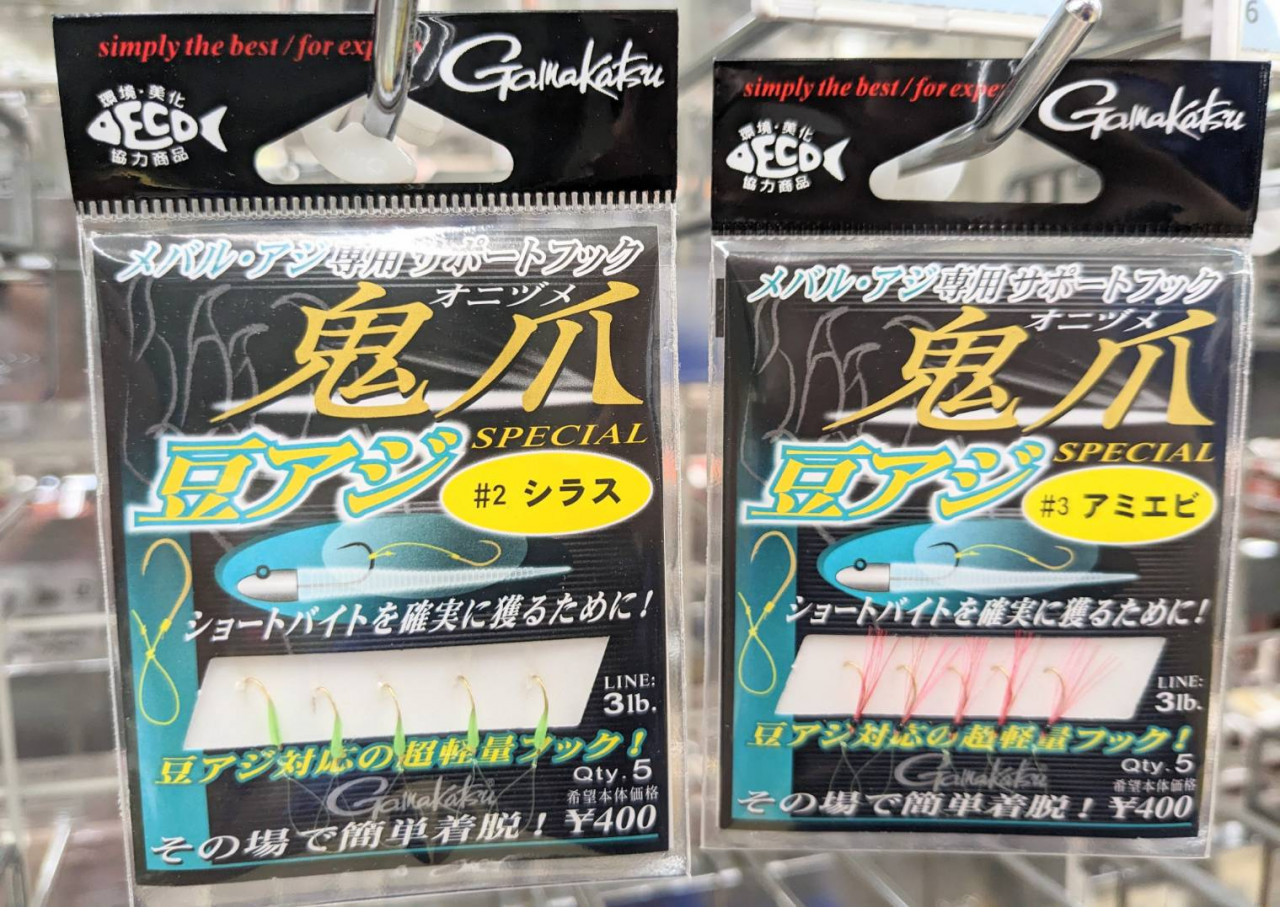 simply the best / for exp
Gamakatsu
環境・美化
ECO
協力商品
メバル・アジ専用サポートフック
オニヅメ
鬼爪
SPECIAL
豆アジ
#2 シラス
ショートバイトを確実に獲るために!
LINE:
3lb.
豆アジ対応の超軽量フック!
Qty.5
Gamakatsu
希望本体価格
¥400
その場で簡単着脱!
simply the best / for expe
Gamakatsu
環境・美化
ECO
協力商品
メバル・アジ専用サポートフック
オニヅメ
鬼爪
SPECIAL
豆アジ
#3 アミエビ
ショートバイトを確実に獲るために!
LINE:
3lb.
豆アジ対応の超軽量フック!
Qty.5
Gamakatsu
希望本体価格
¥400
その場で簡単着脱!
6